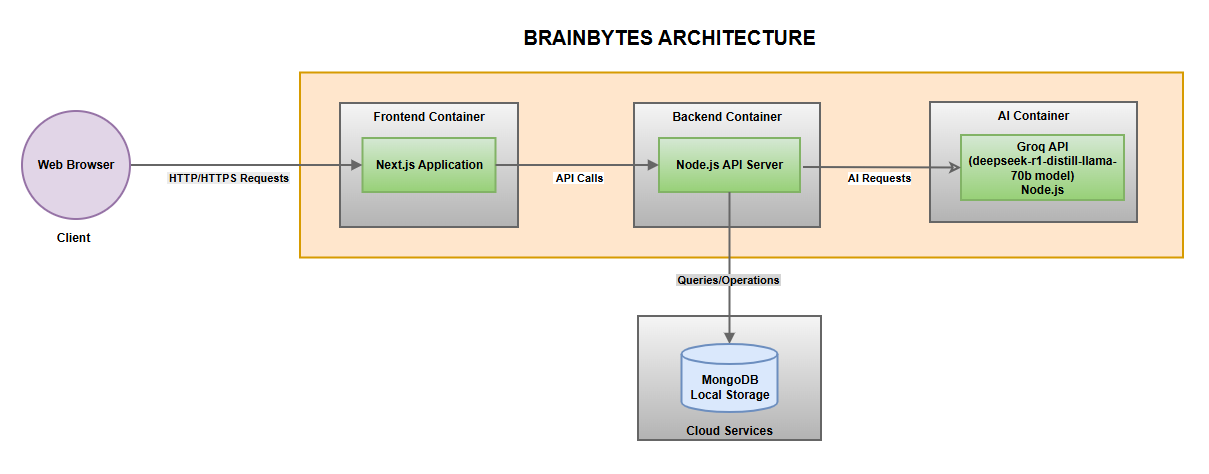 BRAINBYTES ARCHITECTURE
Frontend Container
Backend Container
AI Container
Web Browser
Next.js Application
Node.js API Server
Groq API
(deepseek-r1-distill-llama-
70b model)
Node.js
HTTP/HTTPS Requests
API Calls
AI Requests
Client
Queries/Operations
MongoDB
Local Storage
Cloud Services